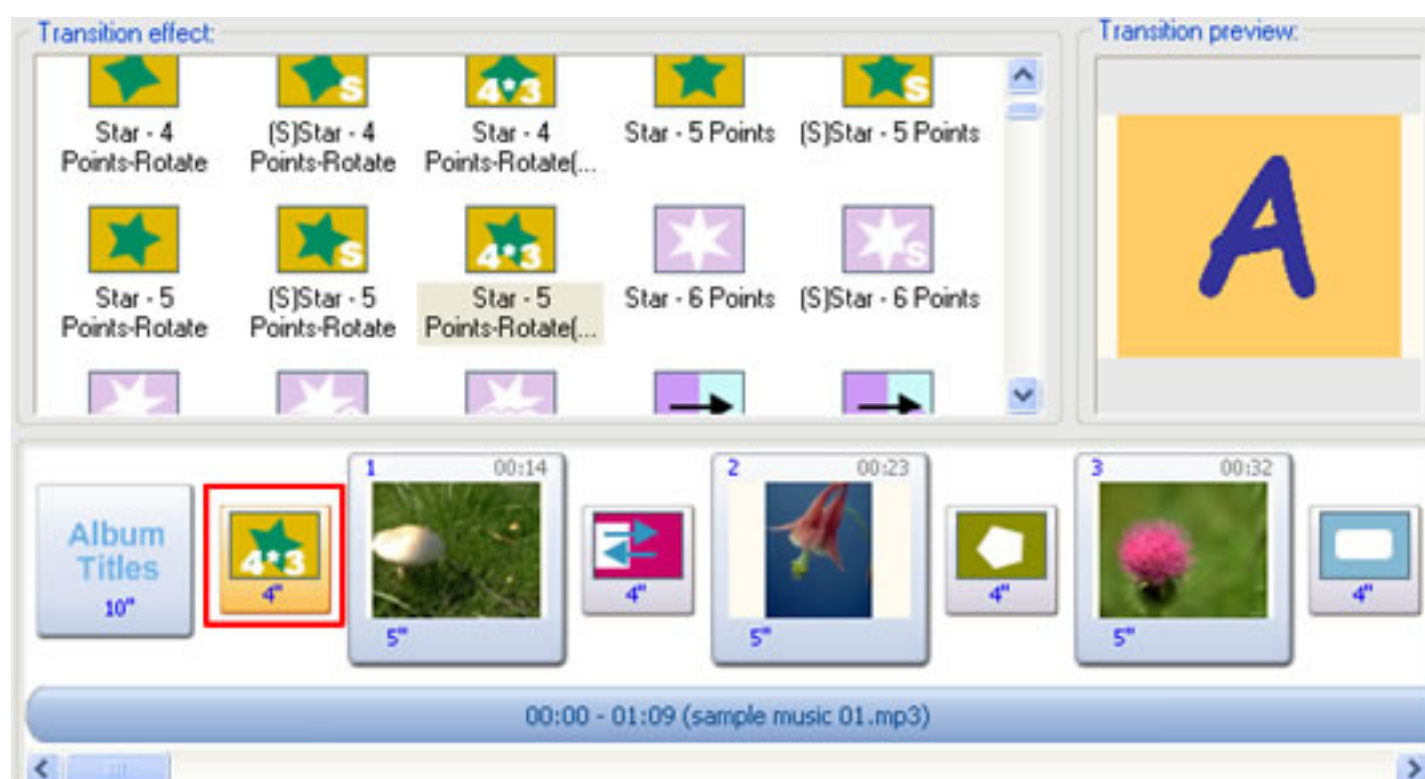 Transition effect:
Transition preview:
S
4*3
S
Star - 4
Points-Rotate
(S)Star - 4
Points-Rotate
Star - 4
Points-Rotate(...
Star - 5 Points
(S)Star - 5 Points
S
4*3
S
Star - 5
Points-Rotate
(S)Star - 5
Points-Rotate
Star - 5
Points-Rotate(...
Star - 6 Points
(S)Star - 6 Points
A
Album
Titles
10"
4*3
4"
1 00:14
5"
4"
2 00:23
5"
4"
3 00:32
5"
4"
00:00 - 01:09 (sample music 01.mp3)